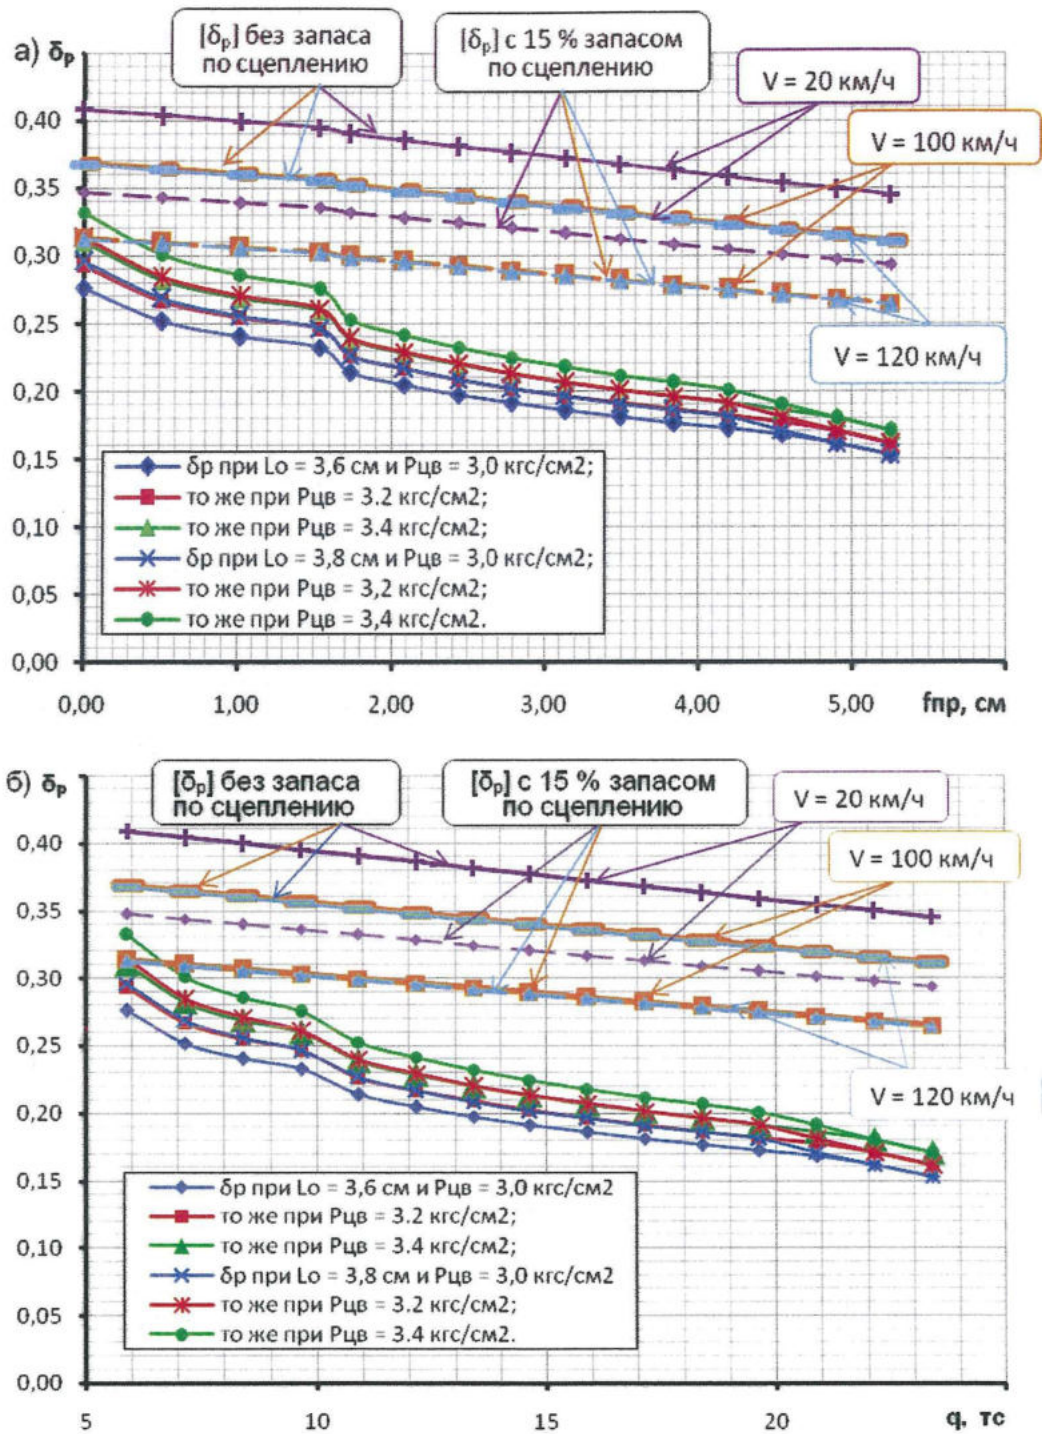 а) δр
[δр] без запаса
по сцеплению
[δр] с 15 % запасом
по сцеплению
V = 20 км/ч
V = 100 км/ч
V = 120 км/ч
0,40
0,35
0,30
0,25
0,20
0,15
0,10
0,05
0,00
δр при Lo = 3,6 см и Рцв = 3,0 кгс/см2;
то же при Рцв = 3.2 кгс/см2;
то же при Рцв = 3.4 кгс/см2;
δр при Lo = 3,8 см и Рцв = 3,0 кгс/см2;
то же при Рцв = 3,2 кгс/см2;
то же при Рцв = 3,4 кгс/см2.
0,00 1,00 2,00 3,00 4,00 5,00 fпр, см
б) δр
[δр] без запаса
по сцеплению
[δр] с 15 % запасом
по сцеплению
V = 20 км/ч
V = 100 км/ч
V = 120 км/ч
0,40
0,35
0,30
0,25
0,20
0,15
0,10
0,05
0,00
δр при Lo = 3,6 см и Рцв = 3,0 кгс/см2
то же при Рцв = 3.2 кгс/см2;
то же при Рцв = 3.4 кгс/см2;
δр при Lo = 3,8 см и Рцв = 3,0 кгс/см2
то же при Рцв = 3.2 кгс/см2;
то же при Рцв = 3.4 кгс/см2.
5 10 15 20 q, тс